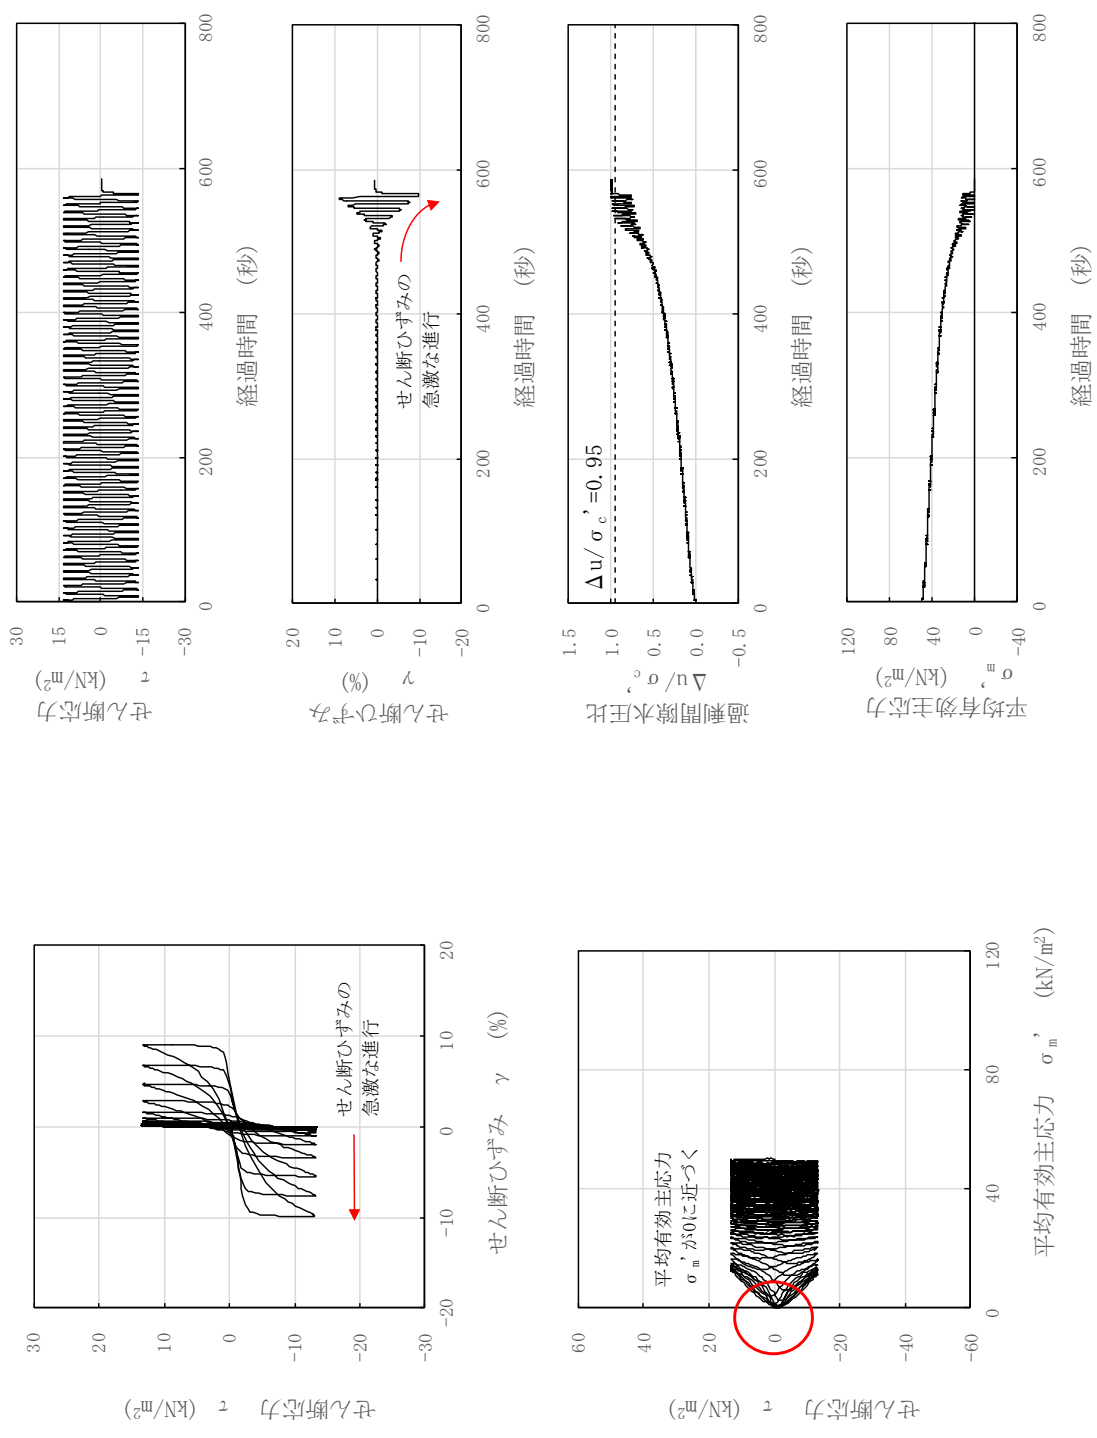 30
20
10
0
-10
-20
-30
せん断応力 τ (kN/m²)
-20
-10
0
10
20
せん断ひずみ γ (%)
せん断ひずみの
急激な進行
60
40
20
0
-20
-40
-60
せん断応力 τ (kN/m²)
0
40
80
120
平均有効主応力 σm' (kN/m²)
平均有効主応力
σm'が0に近づく
30
15
0
-15
-30
せん断応力
τ (kN/m²)
0
200
400
600
800
経過時間 (秒)
20
10
0
-10
-20
せん断ひずみ
γ (%)
0
200
400
600
800
経過時間 (秒)
せん断ひずみの
急激な進行
1.5
1.0
0.5
0.0
-0.5
過剰間隙水圧比
Δu/σc'
0
200
400
600
800
経過時間 (秒)
Δu/σc'=0.95
120
80
40
0
-40
平均有効主応力
σm' (kN/m²)
0
200
400
600
800
経過時間 (秒)